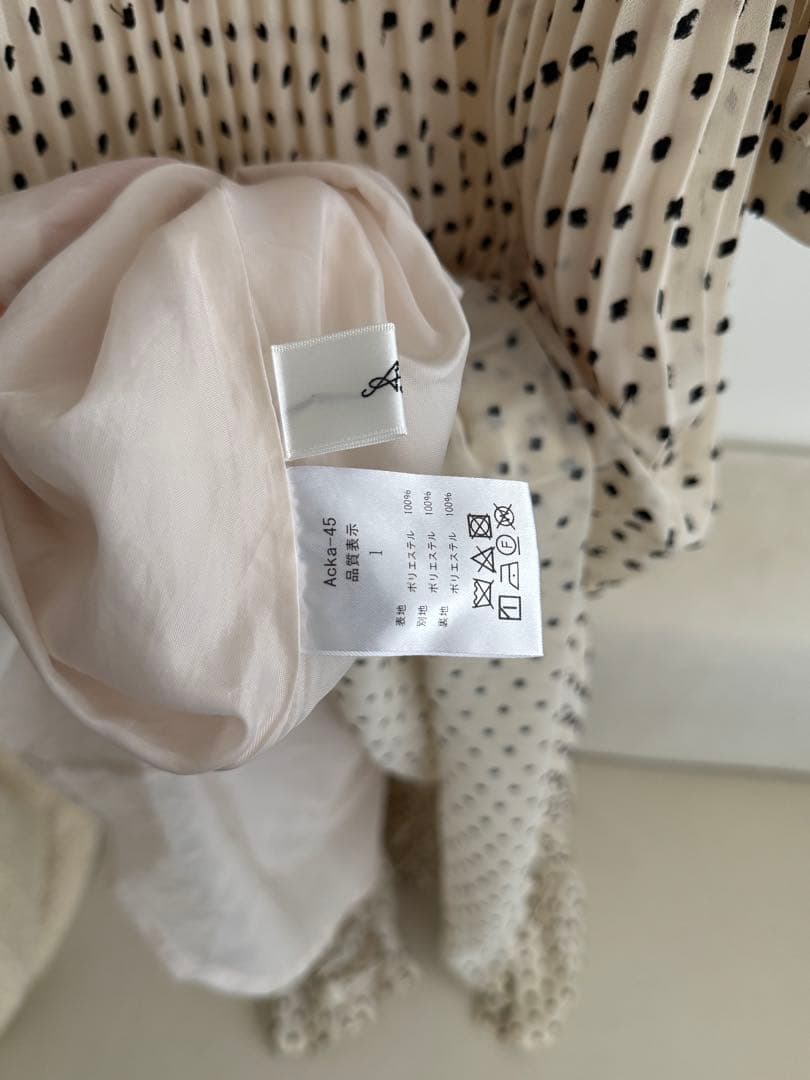 Acka-45
品質表示
1
表地 ポリエステル 100%
別地 ポリエステル 100%
裏地 ポリエステル 100%